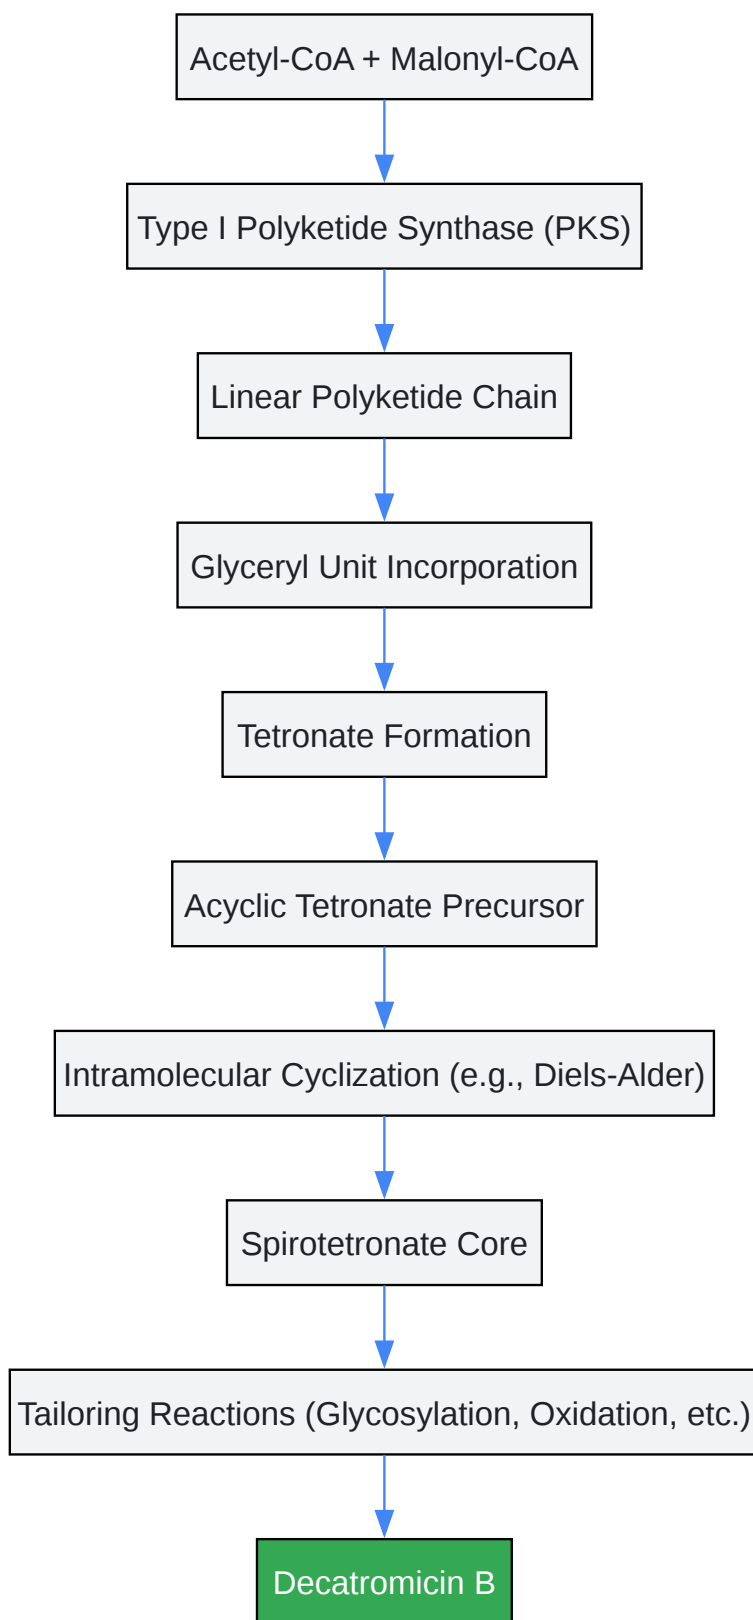 Acetyl-CoA + Malonyl-CoA
Type I Polyketide Synthase (PKS)
Linear Polyketide Chain
Glyceryl Unit Incorporation
Tetronate Formation
Acyclic Tetronate Precursor
Intramolecular Cyclization (e.g., Diels-Alder)
Spirotetronate Core
Tailoring Reactions (Glycosylation, Oxidation, etc.)
Decatromicin B